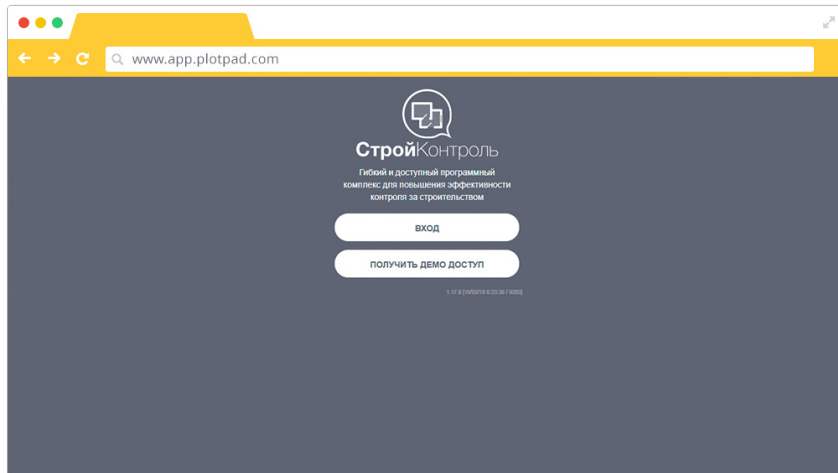 www.app.plotpad.com
СтройКонтроль
Гибкий и доступный программный
комплекс для повышения эффективности
контроля за строительством
ВХОД
ПОЛУЧИТЬ ДЕМО ДОСТУП